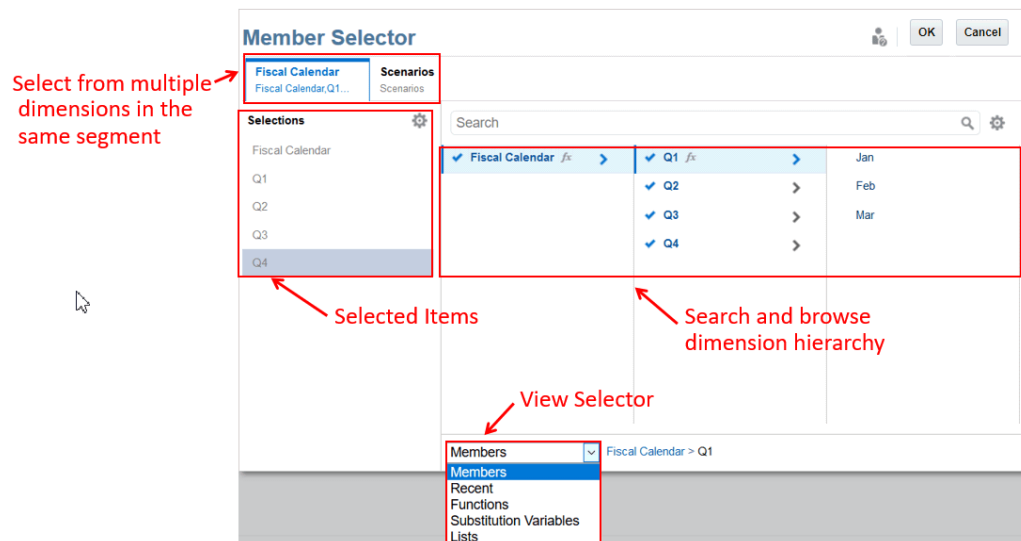 Member Selector
OK
Cancel
Select from multiple
dimensions in the
same segment
Fiscal Calendar
Fiscal Calendar,Q1...
Scenarios
Scenarios
Selections
Fiscal Calendar
Q1
Q2
Q3
Q4
Search
Fiscal Calendar fx
Q1 fx
Q2
Q3
Q4
Jan
Feb
Mar
Selected Items
Search and browse
dimension hierarchy
View Selector
Members
Fiscal Calendar > Q1
Members
Recent
Functions
Substitution Variables
Lists